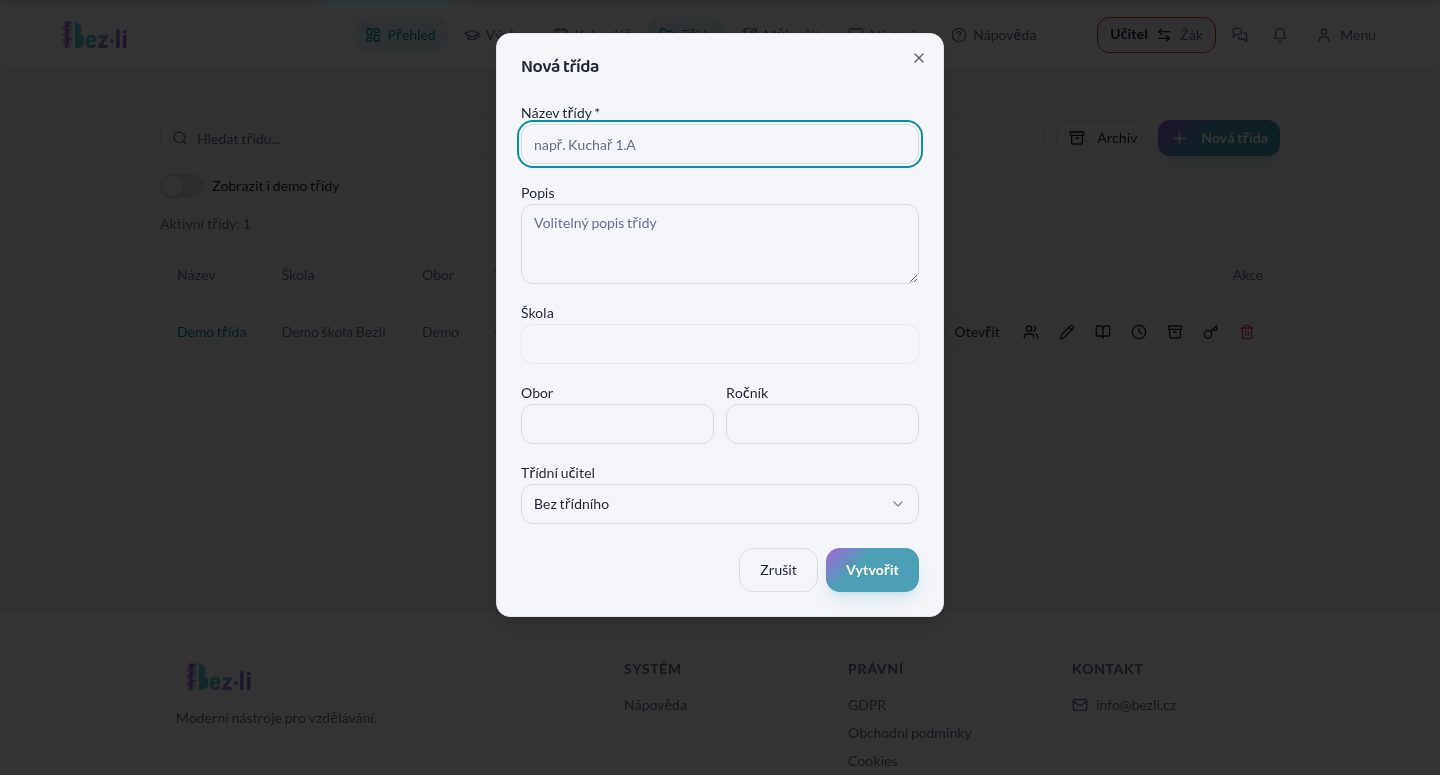 Bez·li
Přehled
Nápověda
Učitel
Žák
Menu
Nová třída
Název třídy *
např. Kuchař 1.A
Popis
Volitelný popis třídy
Škola
Obor
Ročník
Třídní učitel
Bez třídního
Zrušit
Vytvořit
Hledat třídu...
Archiv
Nová třída
Zobrazit i demo třídy
Aktivní třídy: 1
Název
Škola
Obor
Akce
Demo třída
Demo škola Bezli
Demo
Otevřít
Bez·li
Moderní nástroje pro vzdělávání.
SYSTÉM
Nápověda
PRÁVNÍ
GDPR
Obchodní podmínky
Cookies
KONTAKT
info@bezli.cz